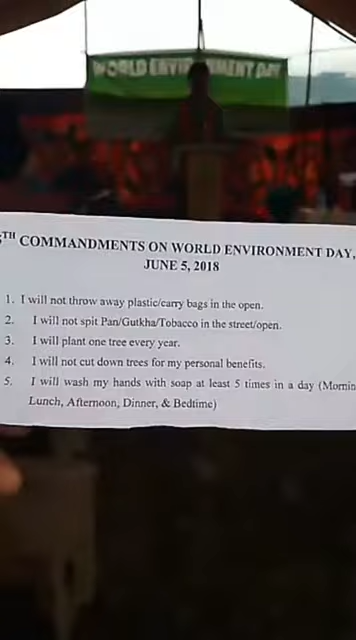 WORLD ENVIRONMENT DAY
5TH COMMANDMENTS ON WORLD ENVIRONMENT DAY,
JUNE 5, 2018
1. I will not throw away plastic/carry bags in the open.
2. I will not spit Pan/Gutkha/Tobacco in the street/open.
3. I will plant one tree every year.
4. I will not cut down trees for my personal benefits.
5. I will wash my hands with soap at least 5 times in a day (Mornin
Lunch, Afternoon, Dinner, & Bedtime)